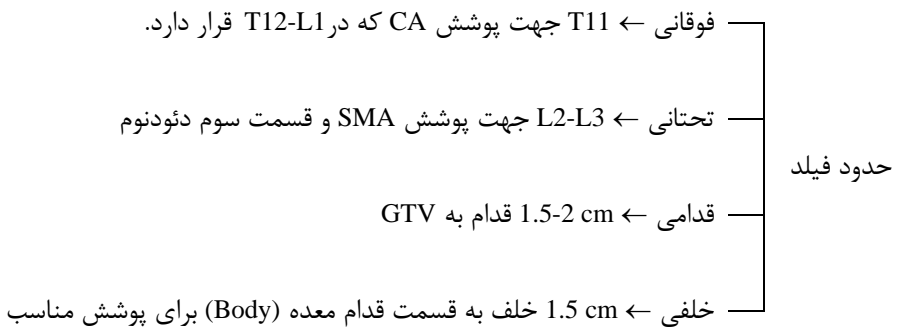 فوقانی ← T11 جهت پوشش CA که در T12-L1 قرار دارد.
تحتانی ← L2-L3 جهت پوشش SMA و قسمت سوم دئودنوم
حدود فیلد
قدامی ← 1.5-2 cm قدام به GTV
خلفی ← 1.5 cm خلف به قسمت قدام معده (Body) برای پوشش مناسب